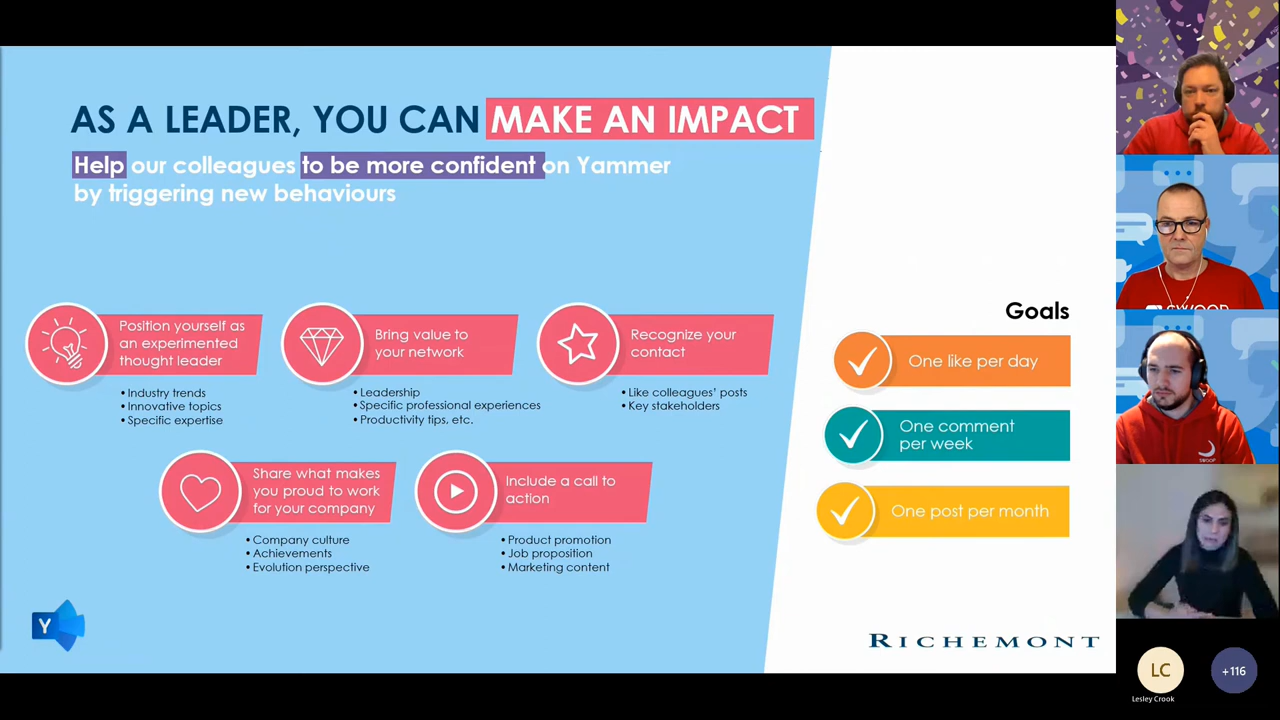 AS A LEADER, YOU CAN MAKE AN IMPACT
Help our colleagues to be more confident on Yammer
by triggering new behaviours
Position yourself as
an experimented
thought leader
• Industry trends
• Innovative topics
• Specific expertise
Bring value to
your network
• Leadership
• Specific professional experiences
• Productivity tips, etc.
Recognize your
contact
• Like colleagues' posts
• Key stakeholders
Share what makes
you proud to work
for your company
• Company culture
• Achievements
• Evolution perspective
Include a call to
action
• Product promotion
• Job proposition
• Marketing content
Goals
One like per day
One comment
per week
One post per month
Y
RICHEMONT
SWOOP
SWOOP
LC
Lesley Crook
+116